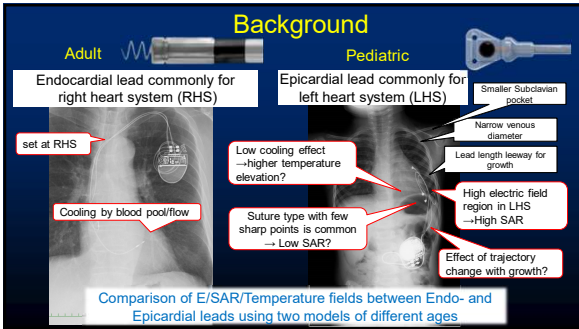 Background
Adult
Pediatric
Endocardial lead commonly for
right heart system (RHS)
Epicardial lead commonly for
left heart system (LHS)
Smaller Subclavian
pocket
Narrow venous
diameter
Lead length leeway for
growth
set at RHS
Low cooling effect
→higher temperature
elevation?
High electric field
region in LHS
→High SAR
Cooling by blood pool/flow
Suture type with few
sharp points is common
→ Low SAR?
Effect of trajectory
change with growth?
Comparison of E/SAR/Temperature fields between Endo- and
Epicardial leads using two models of different ages